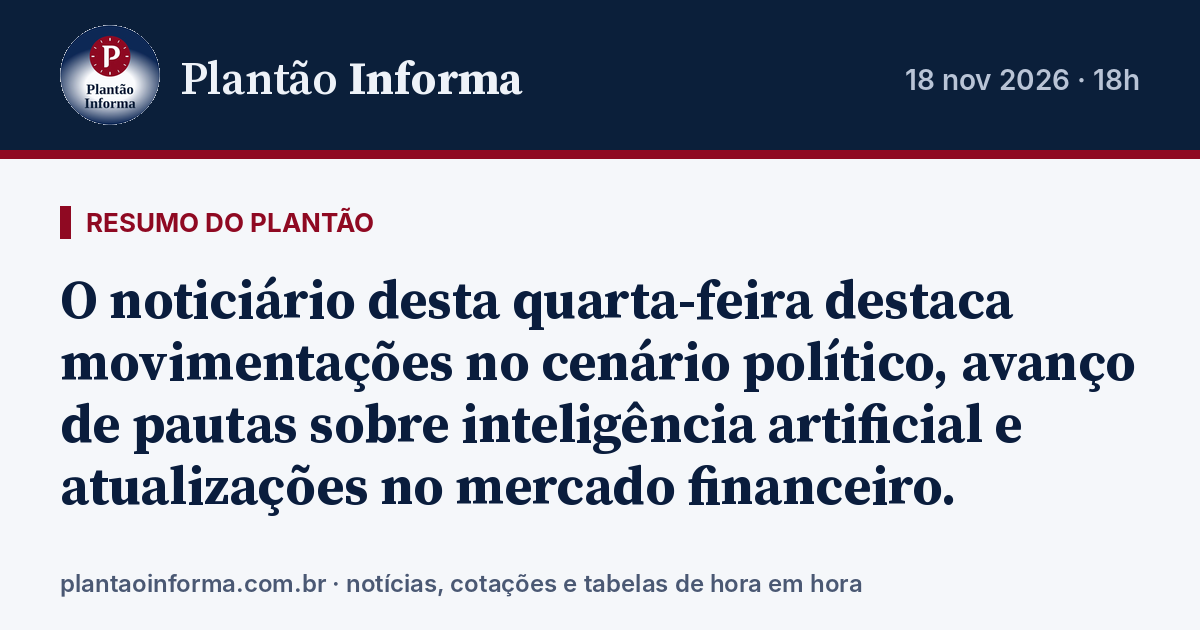 P
Plantão
Informa
Plantão Informa
18 nov 2026 · 18h
RESUMO DO PLANTÃO
O noticiário desta quarta-feira destaca
movimentações no cenário político, avanço
de pautas sobre inteligência artificial e
atualizações no mercado financeiro.
plantaoinforma.com.br · notícias, cotações e tabelas de hora em hora